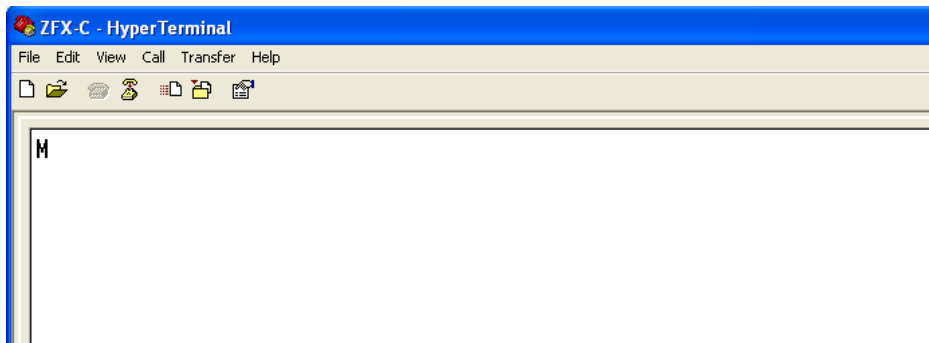 ZFX-C - HyperTerminal
File Edit View Call Transfer Help
M